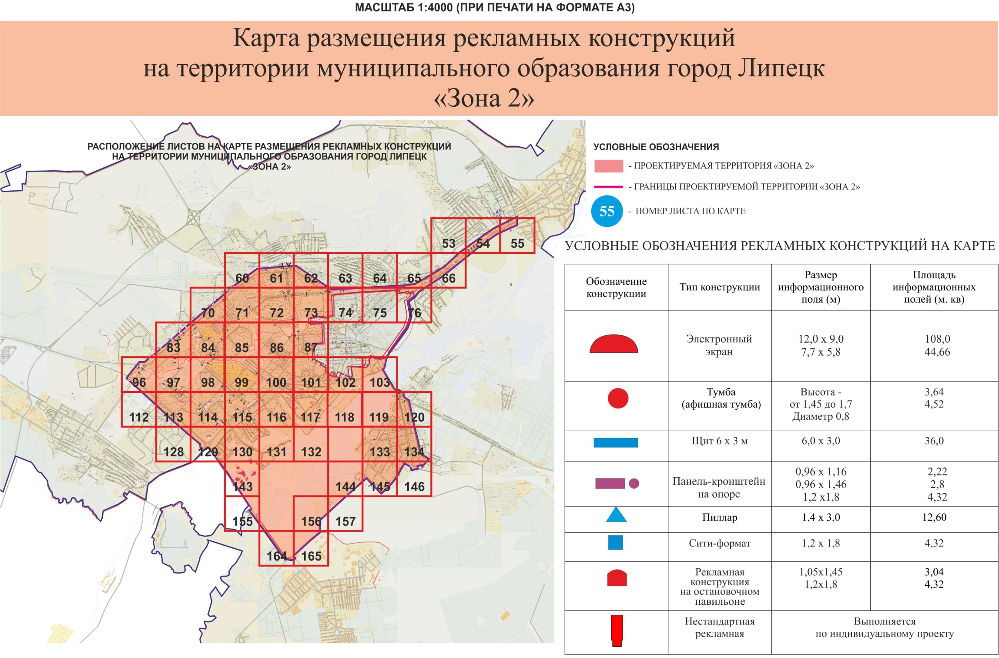 МАСШТАБ 1:4000 (ПРИ ПЕЧАТИ НА ФОРМАТЕ А3)
Карта размещения рекламных конструкций
на территории муниципального образования город Липецк
«Зона 2»
РАСПОЛОЖЕНИЕ ЛИСТОВ НА КАРТЕ РАЗМЕЩЕНИЯ РЕКЛАМНЫХ КОНСТРУКЦИЙ
НА ТЕРРИТОРИИ МУНИЦИПАЛЬНОГО ОБРАЗОВАНИЯ ГОРОД ЛИПЕЦК
«ЗОНА 2»
53 54 55
60 61 62 63 64 65 66
70 71 72 73 74 75 76
83 84 85 86 87
96 97 98 99 100 101 102 103
112 113 114 115 116 117 118 119 120
128 129 130 131 132 133 134
143 144 145 146
155 156 157
164 165
6
УСЛОВНЫЕ ОБОЗНАЧЕНИЯ
- ПРОЕКТИРУЕМАЯ ТЕРРИТОРИЯ «ЗОНА 2»
- ГРАНИЦЫ ПРОЕКТИРУЕМОЙ ТЕРРИТОРИИ «ЗОНА 2»
55 - НОМЕР ЛИСТА ПО КАРТЕ
УСЛОВНЫЕ ОБОЗНАЧЕНИЯ РЕКЛАМНЫХ КОНСТРУКЦИЙ НА КАРТЕ
Обозначение
конструкции
Тип конструкции
Размер
информационного
поля (м)
Площадь
информационных
полей (м. кв)
Электронный
экран
12,0 х 9,0
7,7 х 5,8
108,0
44,66
Тумба
(афишная тумба)
Высота -
от 1,45 до 1,7
Диаметр 0,8
3,64
4,52
Щит 6 х 3 м
6,0 х 3,0
36,0
Панель-кронштейн
на опоре
0,96 х 1,16
0,96 х 1,46
1,2 х1,8
2,22
2,8
4,32
Пиллар
1,4 х 3,0
12,60
Сити-формат
1,2 х 1,8
4,32
Рекламная
конструкция
на остановочном
павильоне
1,05х1,45
1,2х1,8
3,04
4,32
Нестандартная
рекламная
Выполняется
по индивидуальному проекту